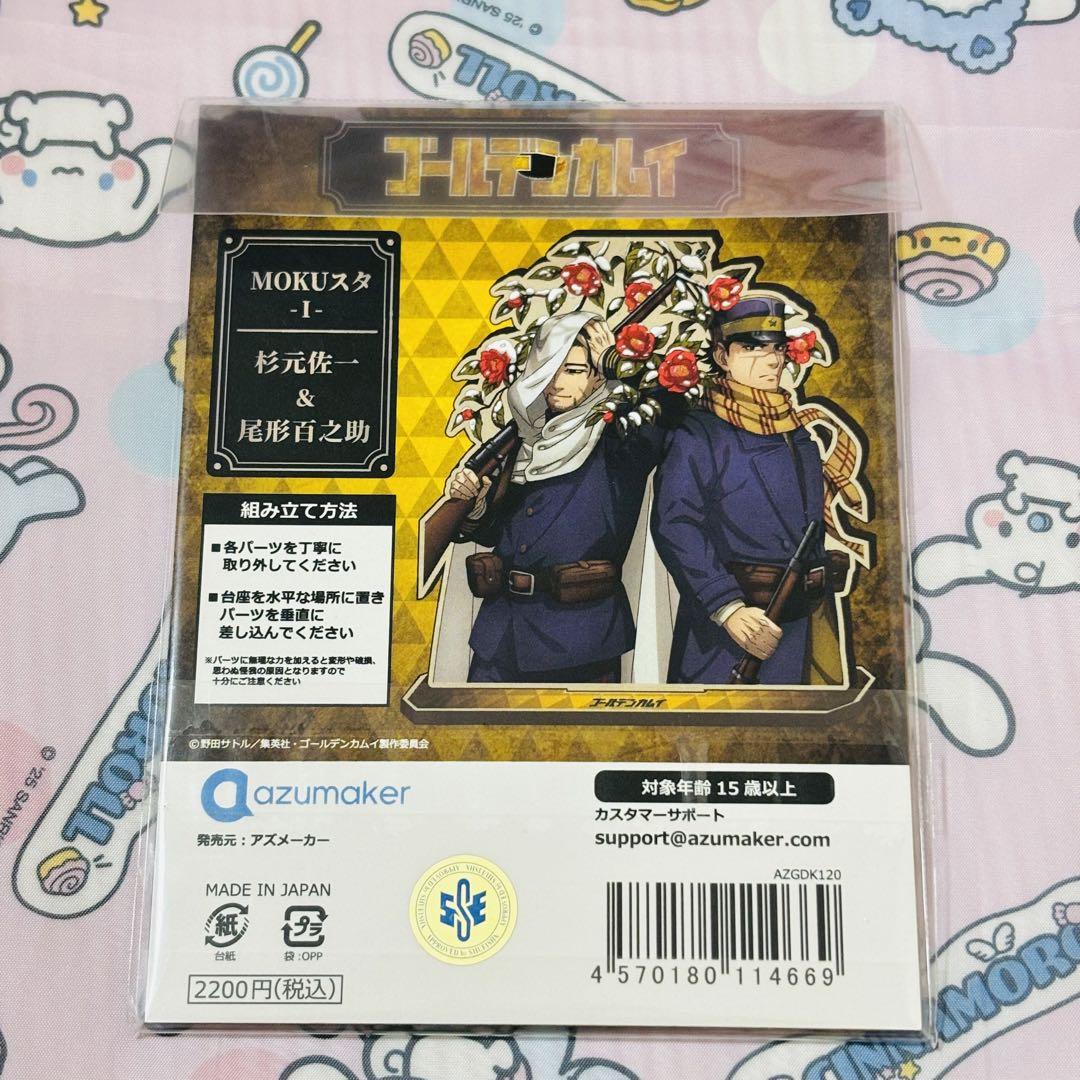 ゴールデンカムイ
MOKUスタ
-I-
杉元佐一
&
尾形百之助
組み立て方法
■各パーツを丁寧に
取り外してください
■台座を水平な場所に置き
パーツを垂直に
差し込んでください
※パーツに無理な力を加えると変形や破損、
思わぬ怪我の原因となりますので
十分にご注意ください
ゴールデンカムイ
©野田サトル／集英社・ゴールデンカムイ製作委員会
azumaker
発売元：アズメーカー
対象年齢 15 歳以上
カスタマーサポート
support@azumaker.com
MADE IN JAPAN
紙
台紙
プラ
袋:OPP
2200円(税込)
APPROVED by SHUEISHA
SSE
AZGDK120
4 570180 114669
CINNAMOROLL